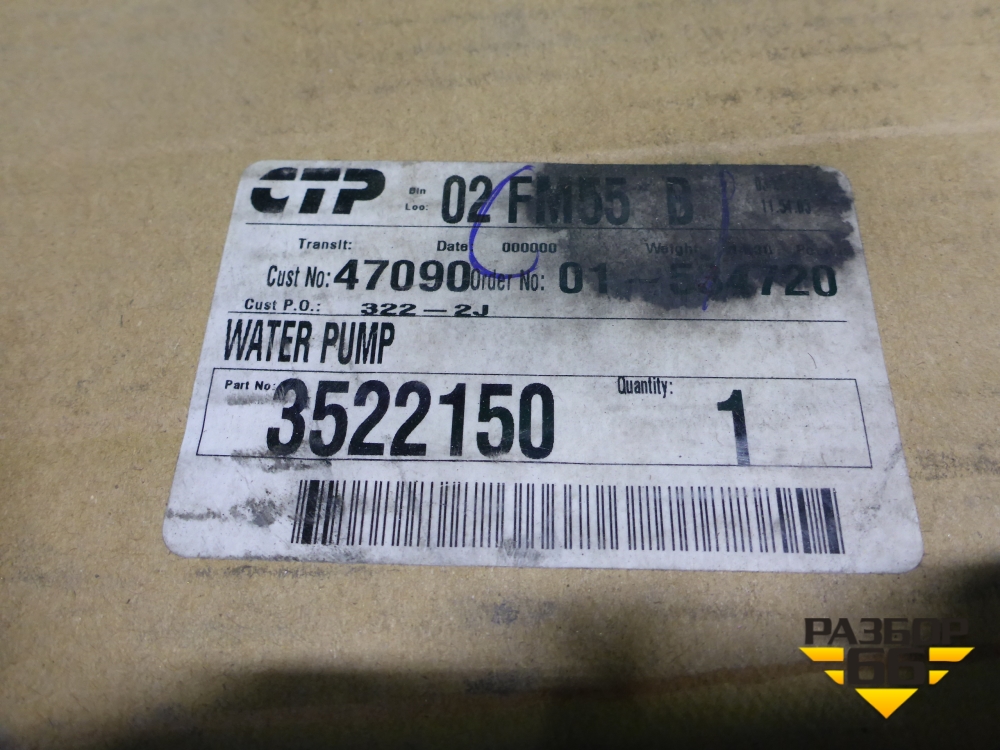 CTP Bin Loc: 02 FM55 B
Transit: Date: 000000 Weight:
Cust No: 47090 Order No: 01-534720
Cust P.O.: 322-2J
WATER PUMP
Part No: 3522150 Quantity: 1
РАЗБОР
66